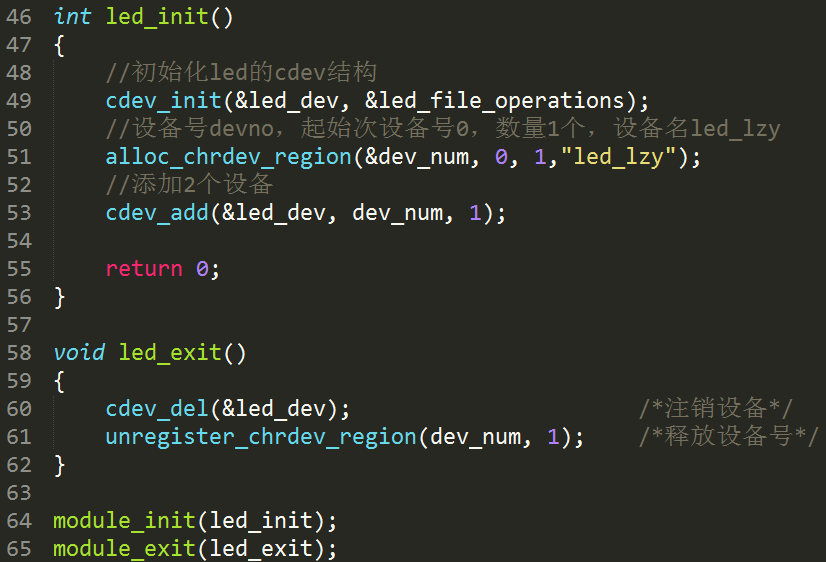 46 int led_init()
47 {
48     //初始化led的cdev结构
49     cdev_init(&led_dev, &led_file_operations);
50     //设备号devno，起始次设备号0，数量1个，设备名led_lzy
51     alloc_chrdev_region(&dev_num, 0, 1,"led_lzy");
52     //添加2个设备
53     cdev_add(&led_dev, dev_num, 1);
54
55     return 0;
56 }
57
58 void led_exit()
59 {
60     cdev_del(&led_dev);                      /*注销设备*/
61     unregister_chrdev_region(dev_num, 1);    /*释放设备号*/
62 }
63
64 module_init(led_init);
65 module_exit(led_exit);